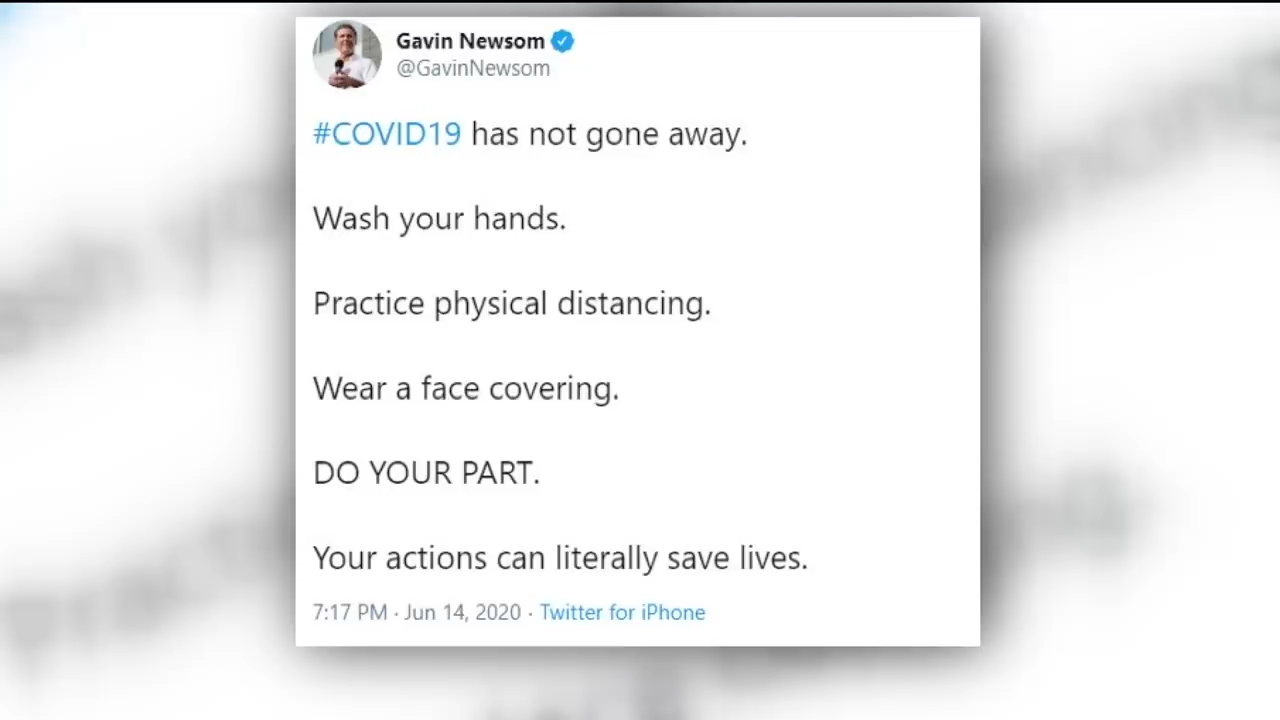 Gavin Newsom
@GavinNewsom
#COVID19 has not gone away.
Wash your hands.
Practice physical distancing.
Wear a face covering.
DO YOUR PART.
Your actions can literally save lives.
7:17 PM · Jun 14, 2020 · Twitter for iPhone